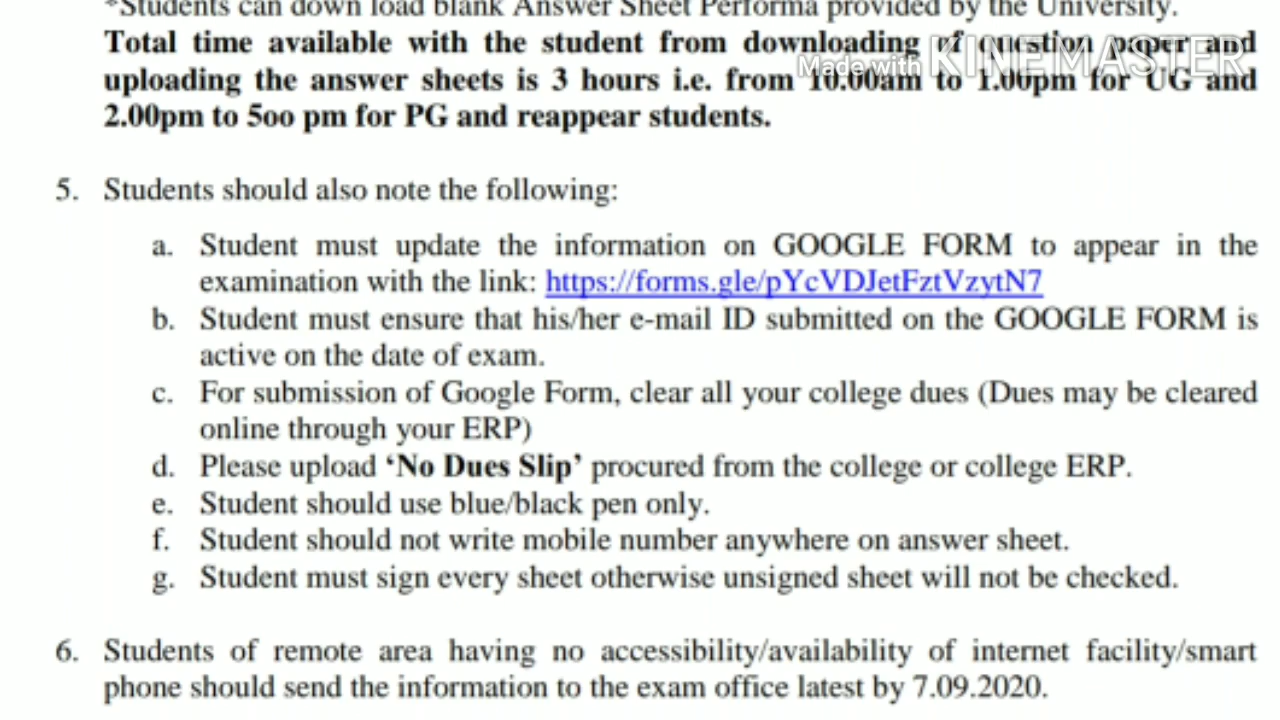 *Students can down load blank Answer Sheet Performa provided by the University.
Total time available with the student from downloading of question paper and
Made with KINEMASTER
uploading the answer sheets is 3 hours i.e. from 10.00am to 1.00pm for UG and
2.00pm to 5oo pm for PG and reappear students.
5. Students should also note the following:
a. Student must update the information on GOOGLE FORM to appear in the
examination with the link: https://forms.gle/pYcVDJetFztVzytN7
b. Student must ensure that his/her e-mail ID submitted on the GOOGLE FORM is
active on the date of exam.
c. For submission of Google Form, clear all your college dues (Dues may be cleared
online through your ERP)
d. Please upload ‘No Dues Slip’ procured from the college or college ERP.
e. Student should use blue/black pen only.
f. Student should not write mobile number anywhere on answer sheet.
g. Student must sign every sheet otherwise unsigned sheet will not be checked.
6. Students of remote area having no accessibility/availability of internet facility/smart
phone should send the information to the exam office latest by 7.09.2020.